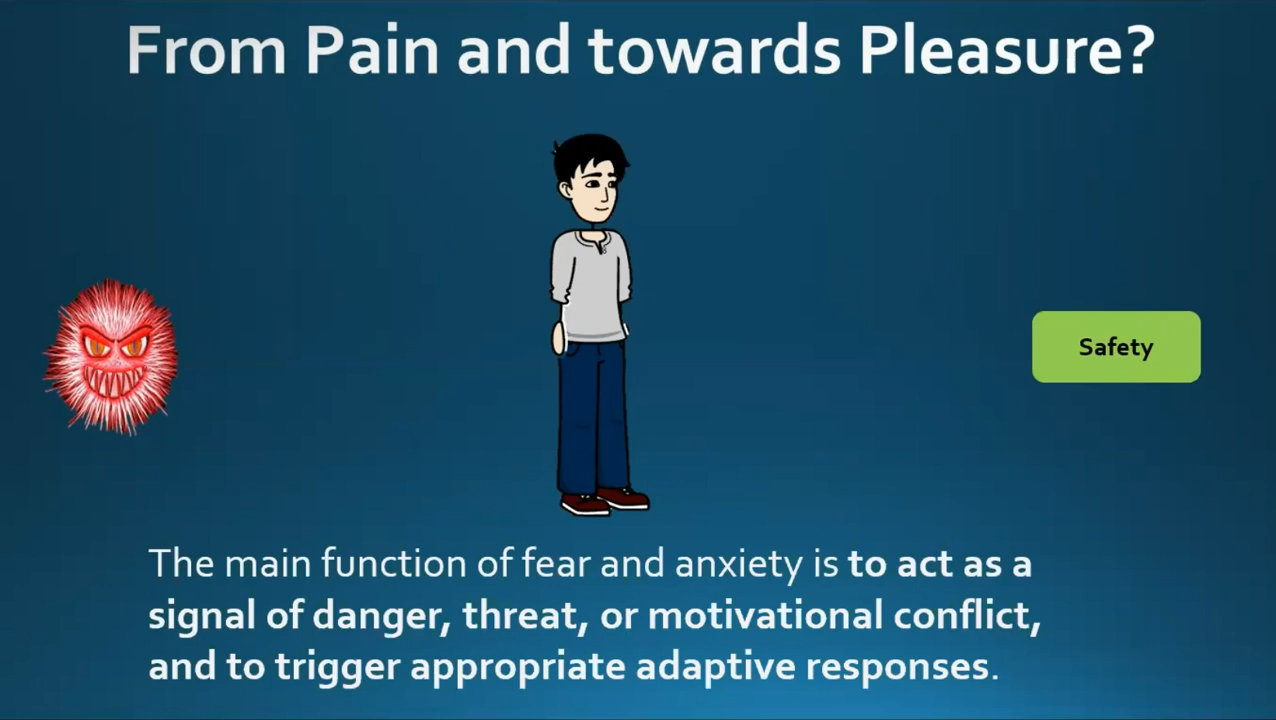 From Pain and towards Pleasure?
Safety
The main function of fear and anxiety is to act as a
signal of danger, threat, or motivational conflict,
and to trigger appropriate adaptive responses.